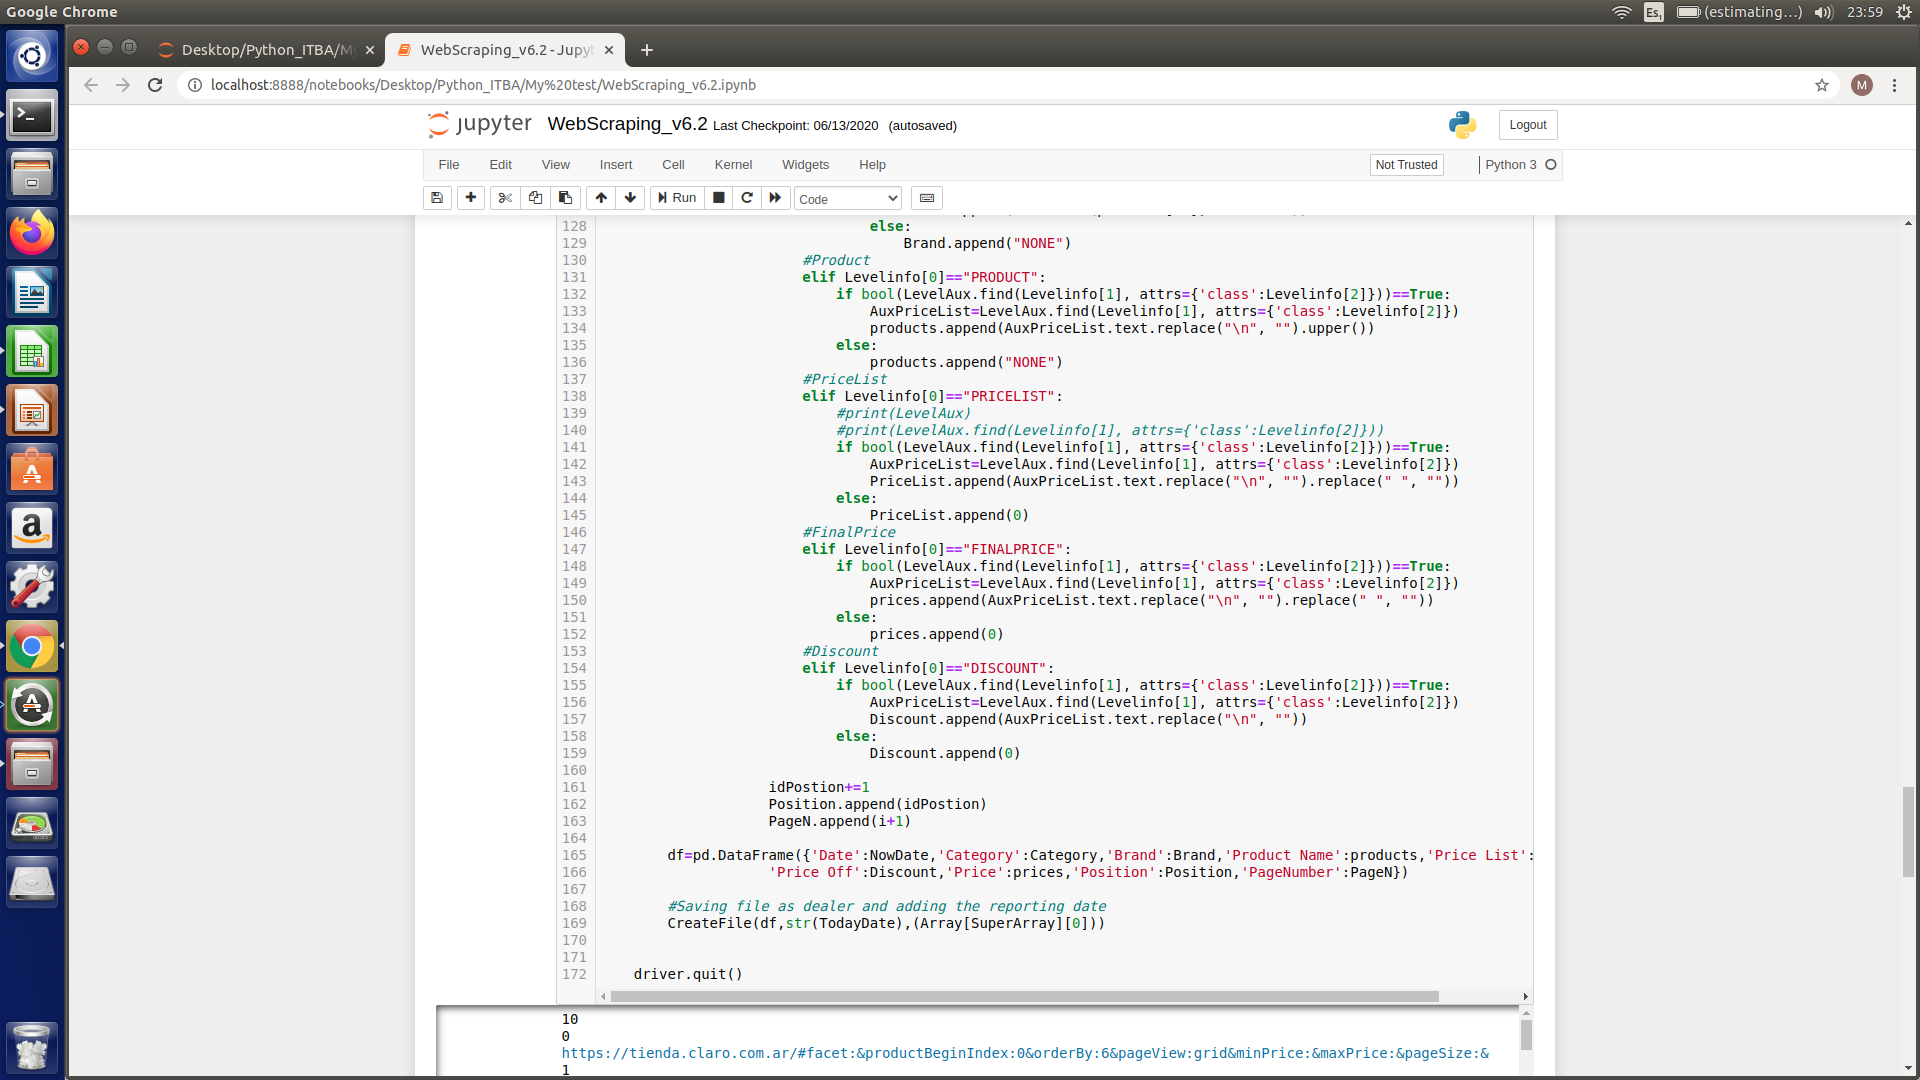 Google Chrome
Es1
(estimating...)
23:59
Desktop/Python_ITBA/My
WebScraping_v6.2 - Jupyt
localhost:8888/notebooks/Desktop/Python_ITBA/My%20test/WebScraping_v6.2.ipynb
M
jupyter
WebScraping_v6.2 Last Checkpoint: 06/13/2020 (autosaved)
Logout
File Edit View Insert Cell Kernel Widgets Help
Not Trusted
Python 3
Run
Code
128 else:
129 Brand.append("NONE")
130 #Product
131 elif Levelinfo[0]=="PRODUCT":
132 if bool(LevelAux.find(Levelinfo[1], attrs={'class':Levelinfo[2]}))==True:
133 AuxPriceList=LevelAux.find(Levelinfo[1], attrs={'class':Levelinfo[2]})
134 products.append(AuxPriceList.text.replace("\n", "").upper())
135 else:
136 products.append("NONE")
137 #PriceList
138 elif Levelinfo[0]=="PRICELIST":
139 #print(LevelAux)
140 #print(LevelAux.find(Levelinfo[1], attrs={'class':Levelinfo[2]}))
141 if bool(LevelAux.find(Levelinfo[1], attrs={'class':Levelinfo[2]}))==True:
142 AuxPriceList=LevelAux.find(Levelinfo[1], attrs={'class':Levelinfo[2]})
143 PriceList.append(AuxPriceList.text.replace("\n", "").replace(" ", ""))
144 else:
145 PriceList.append(0)
146 #FinalPrice
147 elif Levelinfo[0]=="FINALPRICE":
148 if bool(LevelAux.find(Levelinfo[1], attrs={'class':Levelinfo[2]}))==True:
149 AuxPriceList=LevelAux.find(Levelinfo[1], attrs={'class':Levelinfo[2]})
150 prices.append(AuxPriceList.text.replace("\n", "").replace(" ", ""))
151 else:
152 prices.append(0)
153 #Discount
154 elif Levelinfo[0]=="DISCOUNT":
155 if bool(LevelAux.find(Levelinfo[1], attrs={'class':Levelinfo[2]}))==True:
156 AuxPriceList=LevelAux.find(Levelinfo[1], attrs={'class':Levelinfo[2]})
157 Discount.append(AuxPriceList.text.replace("\n", ""))
158 else:
159 Discount.append(0)
160
161 idPostion+=1
162 Position.append(idPostion)
163 PageN.append(i+1)
164
165 df=pd.DataFrame({'Date':NowDate,'Category':Category,'Brand':Brand,'Product Name':products,'Price List':
166 'Price Off':Discount,'Price':prices,'Position':Position,'PageNumber':PageN})
167
168 #Saving file as dealer and adding the reporting date
169 CreateFile(df,str(TodayDate),(Array[SuperArray][0]))
170
171
172 driver.quit()
10
0
https://tienda.claro.com.ar/#facet:&productBeginIndex:0&orderBy:6&pageView:grid&minPrice:&maxPrice:&pageSize:&
1